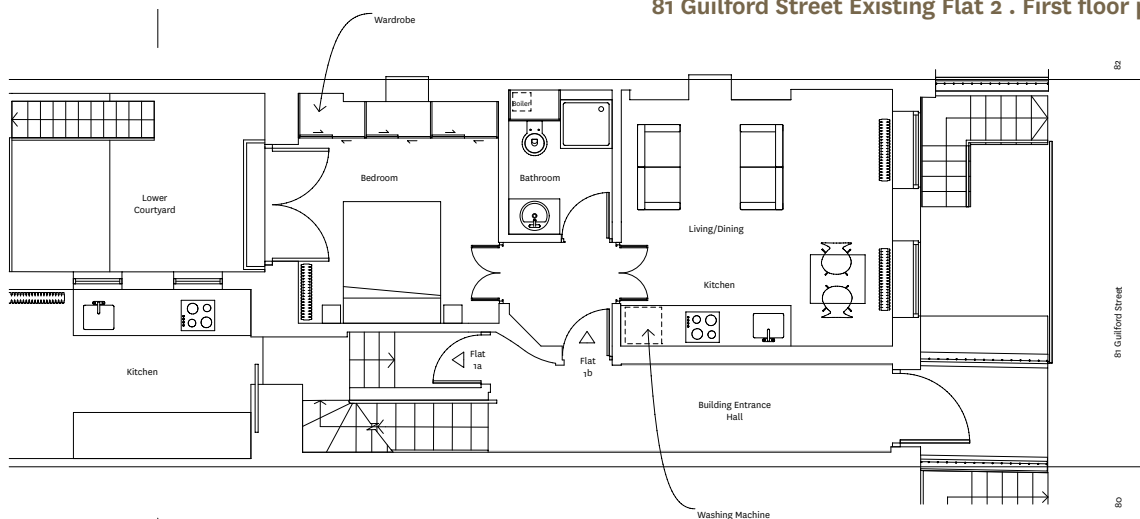 81 Guilford Street Existing Flat 2 . First floor
Wardrobe
82
Boiler
Bedroom
Bathroom
Lower
Courtyard
Living/Dining
Kitchen
81 Guilford Street
Flat
1a
Flat
1b
Kitchen
Building Entrance
Hall
80
Washing Machine